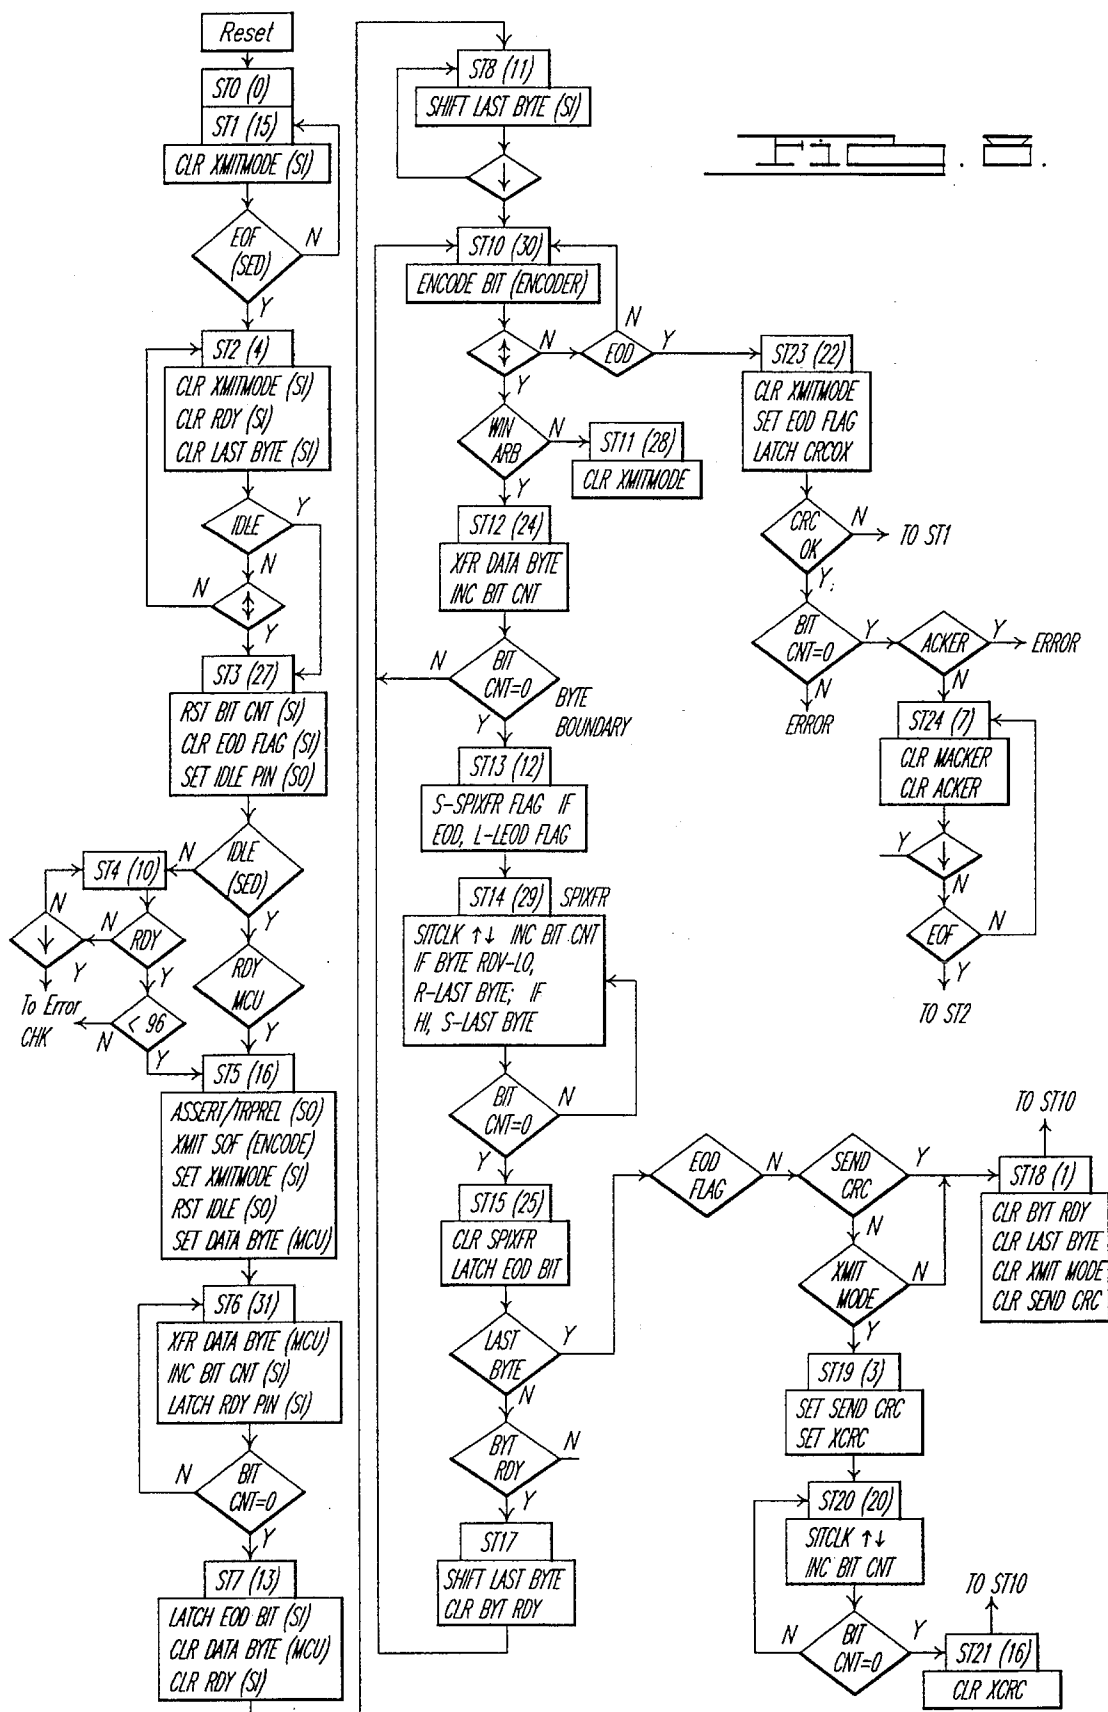 Reset
ST0 (0)
ST1 (15)
CLR XMITMODE (SI)
EOF
(SED)
N
Y
ST2 (4)
CLR XMITMODE (SI)
CLR RDY (SI)
CLR LAST BYTE (SI)
IDLE
Y
N
N
Y
ST3 (27)
RST BIT CNT (SI)
CLR EOD FLAG (SI)
SET IDLE PIN (SO)
IDLE
(SED)
N
Y
ST4 (10)
N
RDY
N
Y
Y
To Error
CHK
< 96
N
Y
RDY
MCU
Y
ST5 (16)
ASSERT/TRPREL (SO)
XMIT SOF (ENCODE)
SET XMITMODE (SI)
RST IDLE (SO)
SET DATA BYTE (MCU)
ST6 (31)
XFR DATA BYTE (MCU)
INC BIT CNT (SI)
LATCH RDY PIN (SI)
N
BIT
CNT=0
Y
ST7 (13)
LATCH EOD BIT (SI)
CLR DATA BYTE (MCU)
CLR RDY (SI)
ST8 (11)
SHIFT LAST BYTE (SI)
ST10 (30)
ENCODE BIT (ENCODER)
N
N
EOD
Y
Y
WIN
ARB
N
Y
ST11 (28)
CLR XMITMODE
ST12 (24)
XFR DATA BYTE
INC BIT CNT
N
BIT
CNT=0
Y
BYTE
BOUNDARY
ST13 (12)
S-SPIXFR FLAG IF
EOD, L-LEOD FLAG
ST14 (29) SPIXFR
SITCLK ↑↓ INC BIT CNT
IF BYTE RDV-LO,
R-LAST BYTE; IF
HI, S-LAST BYTE
BIT
CNT=0
N
Y
ST15 (25)
CLR SPIXFR
LATCH EOD BIT
LAST
BYTE
Y
N
BYT
RDY
N
Y
ST17
SHIFT LAST BYTE
CLR BYT RDY
ST23 (22)
CLR XMITMODE
SET EOD FLAG
LATCH CRCOX
CRC
OK
N
TO ST1
Y
BIT
CNT=0
Y
ACKER
Y
ERROR
N
ERROR
N
ST24 (7)
CLR MACKER
CLR ACKER
Y
N
EOF
N
Y
TO ST2
EOD
FLAG
N
SEND
CRC
Y
N
XMIT
MODE
N
Y
TO ST10
ST18 (1)
CLR BYT RDY
CLR LAST BYTE
CLR XMIT MODE
CLR SEND CRC
ST19 (3)
SET SEND CRC
SET XCRC
ST20 (20)
SITCLK ↑↓
INC BIT CNT
N
BIT
CNT=0
Y
TO ST10
ST21 (16)
CLR XCRC